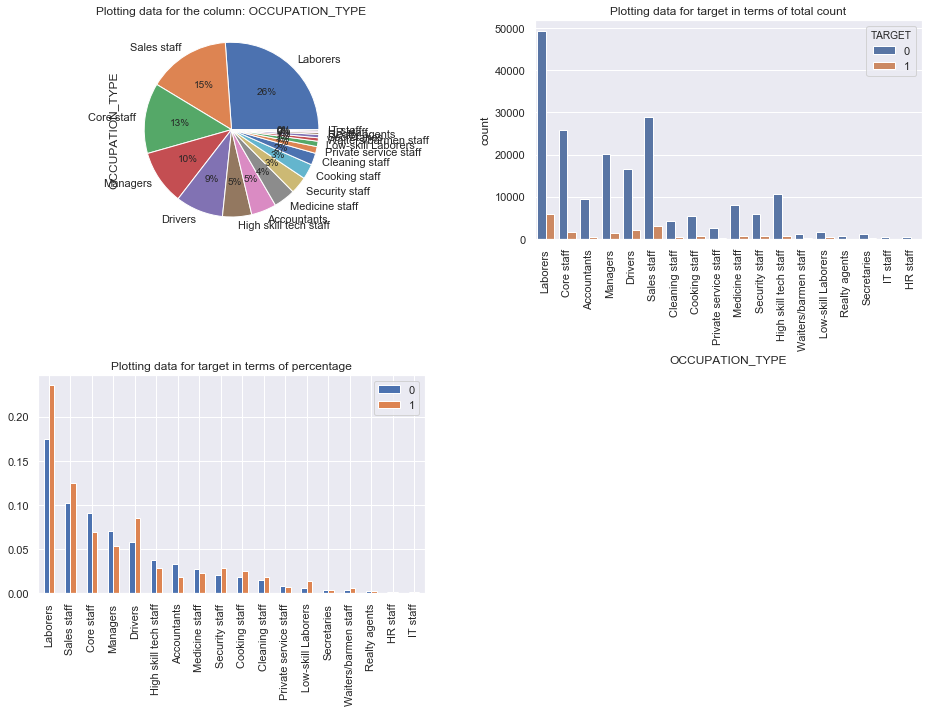 Plotting data for the column: OCCUPATION_TYPE
OCCUPATION_TYPE
Laborers
Sales staff
Core staff
Managers
Drivers
High skill tech staff
Accountants
Medicine staff
Security staff
Cooking staff
Cleaning staff
Private service staff
Low-skill Laborers
Waiters/barmen staff
Realty agents
IT staff
26%
15%
13%
10%
9%
5%
5%
4%
3%
3%
Plotting data for target in terms of total count
TARGET
0
1
count
50000
40000
30000
20000
10000
0
Laborers
Core staff
Accountants
Managers
Drivers
Sales staff
Cleaning staff
Cooking staff
Private service staff
Medicine staff
Security staff
High skill tech staff
Waiters/barmen staff
Low-skill Laborers
Realty agents
Secretaries
IT staff
HR staff
OCCUPATION_TYPE
Plotting data for target in terms of percentage
0
1
0.20
0.15
0.10
0.05
0.00
Laborers
Sales staff
Core staff
Managers
Drivers
High skill tech staff
Accountants
Medicine staff
Security staff
Cooking staff
Cleaning staff
Private service staff
Low-skill Laborers
Secretaries
Waiters/barmen staff
Realty agents
HR staff
IT staff